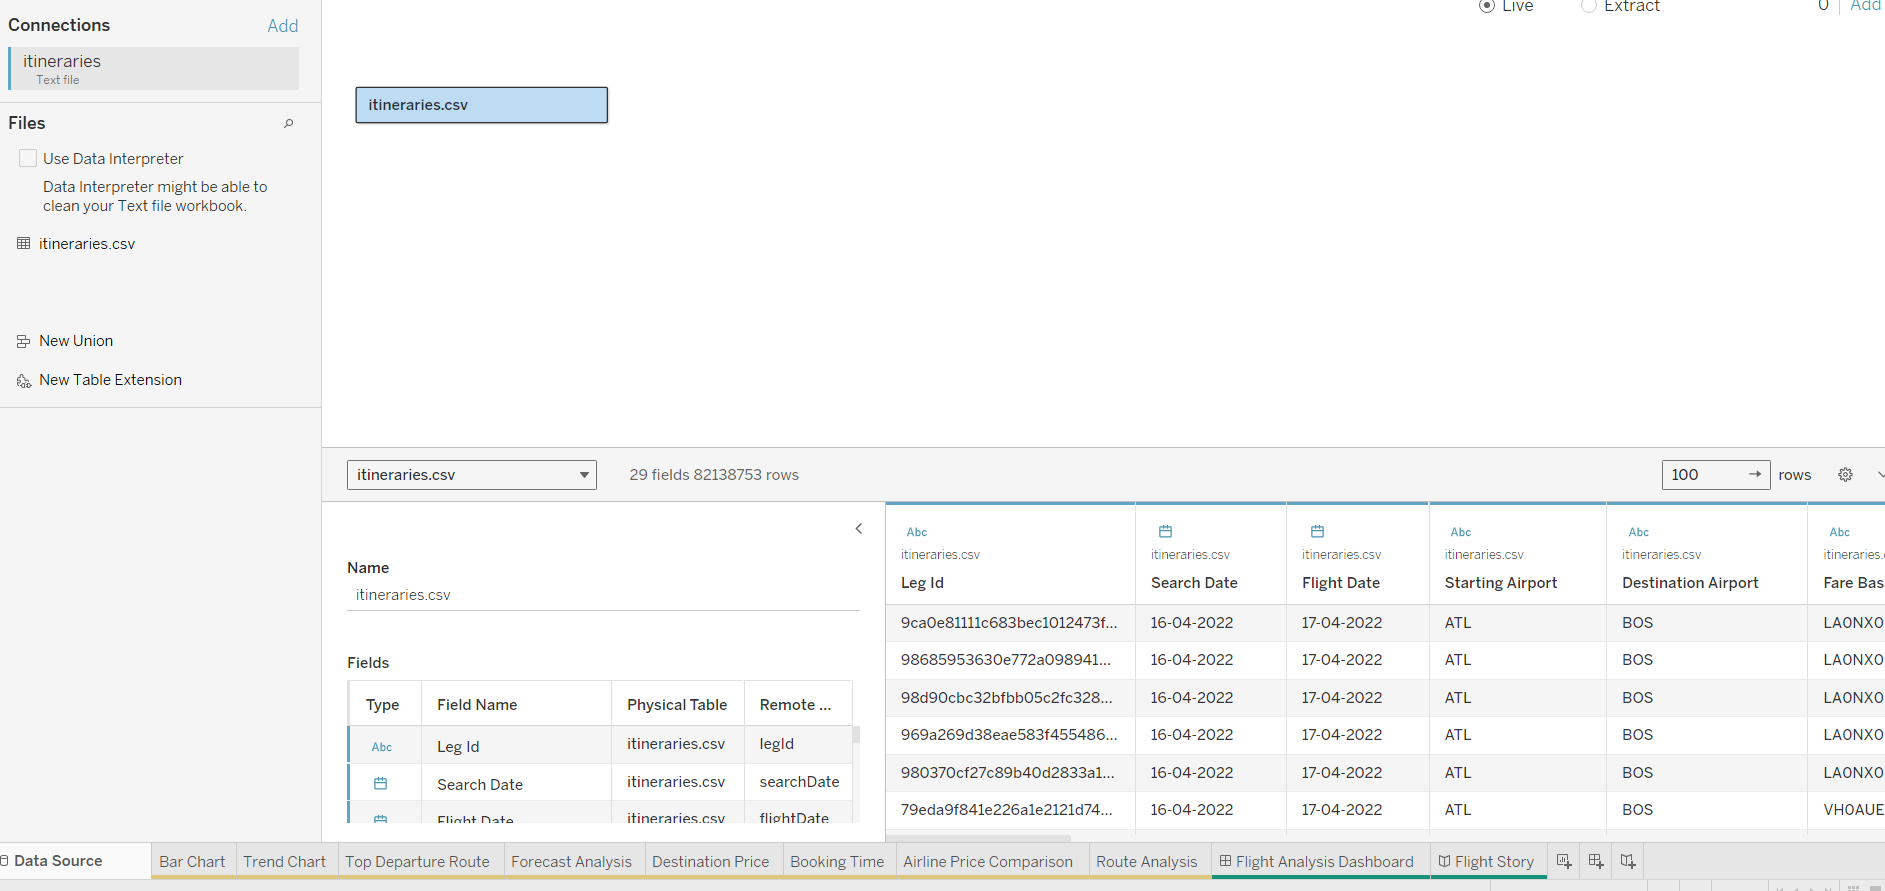 Connections Add
itineraries
Text file
Files
Use Data Interpreter
Data Interpreter might be able to
clean your Text file workbook.
itineraries.csv
New Union
New Table Extension
Live Extract 0 Add
itineraries.csv
itineraries.csv 29 fields 82138753 rows 100 rows
Name
itineraries.csv
Fields
Type Field Name Physical Table Remote ...
Abc Leg Id itineraries.csv legId
Search Date itineraries.csv searchDate
Flight Date itineraries.csv flightDate
Abc Abc Abc Abc
itineraries.csv itineraries.csv itineraries.csv itineraries.csv itineraries.csv itineraries.
Leg Id Search Date Flight Date Starting Airport Destination Airport Fare Bas
9ca0e81111c683bec1012473f... 16-04-2022 17-04-2022 ATL BOS LA0NX0
98685953630e772a098941... 16-04-2022 17-04-2022 ATL BOS LA0NX0
98d90cbc32bfbb05c2fc328... 16-04-2022 17-04-2022 ATL BOS LA0NX0
969a269d38eae583f455486... 16-04-2022 17-04-2022 ATL BOS LA0NX0
980370cf27c89b40d2833a1... 16-04-2022 17-04-2022 ATL BOS LA0NX0
79eda9f841e226a1e2121d74... 16-04-2022 17-04-2022 ATL BOS VH0AUE
Data Source Bar Chart Trend Chart Top Departure Route Forecast Analysis Destination Price Booking Time Airline Price Comparison Route Analysis Flight Analysis Dashboard Flight Story